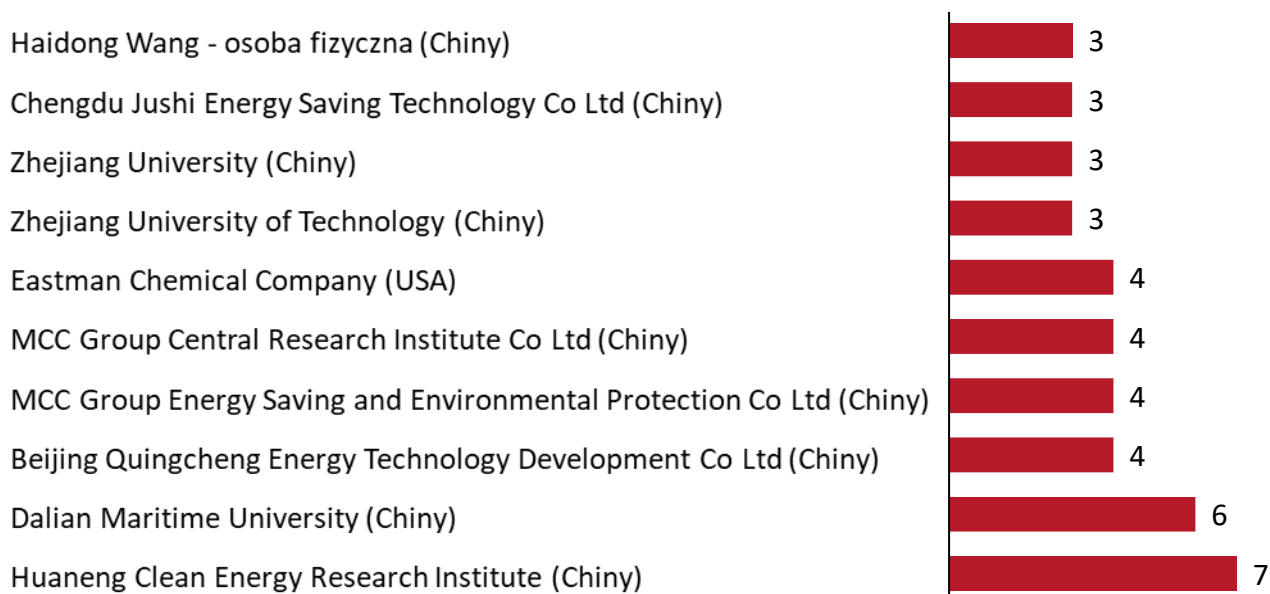 Haidong Wang - osoba fizyczna (Chiny) 3
Chengdu Jushi Energy Saving Technology Co Ltd (Chiny) 3
Zhejiang University (Chiny) 3
Zhejiang University of Technology (Chiny) 3
Eastman Chemical Company (USA) 4
MCC Group Central Research Institute Co Ltd (Chiny) 4
MCC Group Energy Saving and Environmental Protection Co Ltd (Chiny) 4
Beijing Quingcheng Energy Technology Development Co Ltd (Chiny) 4
Dalian Maritime University (Chiny) 6
Huaneng Clean Energy Research Institute (Chiny) 7